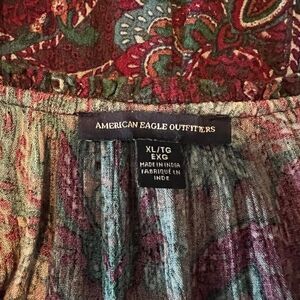 AMERICAN EAGLE OUTFITTERS
XL/TG
EXG
MADE IN INDIA
FABRIQUÉ EN
INDE